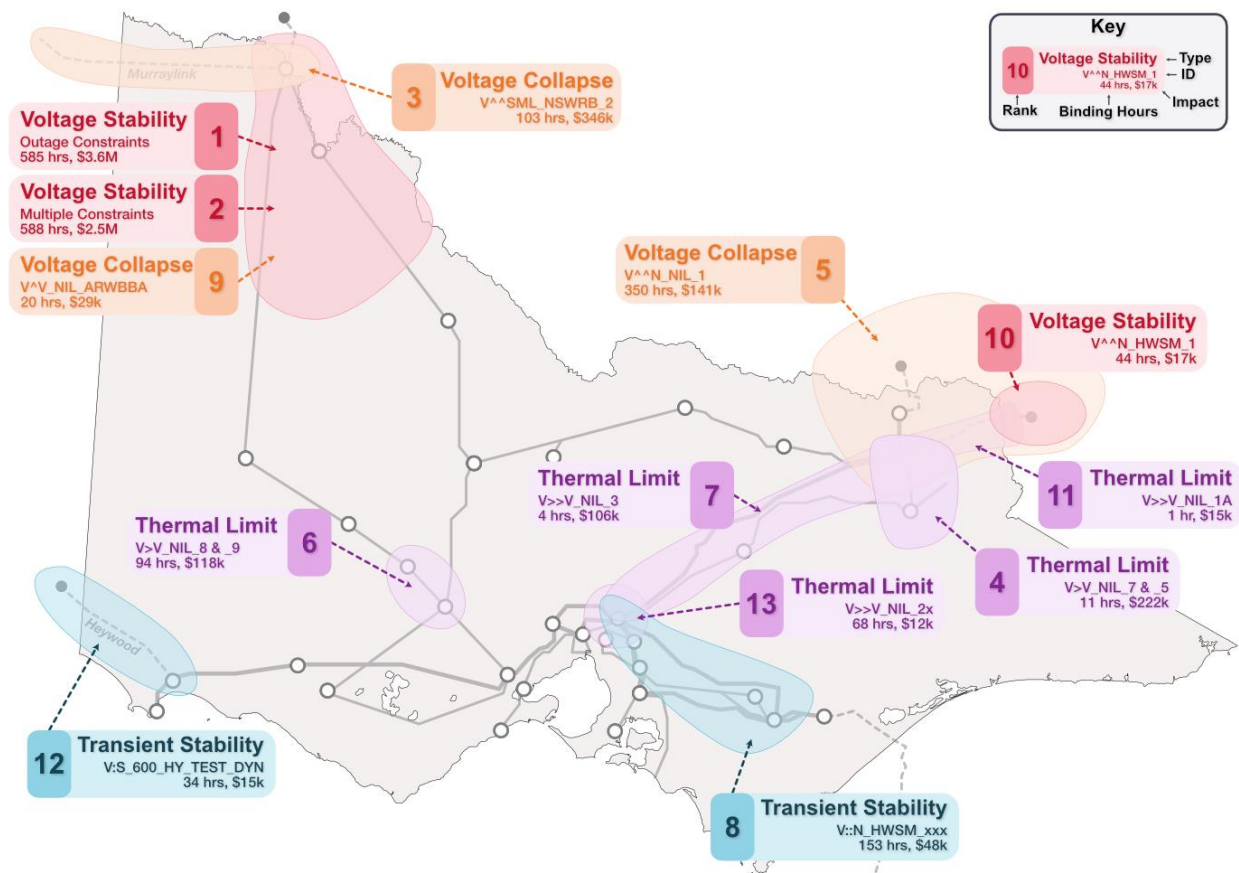 Key
10
Voltage Stability
V^^N_HWSM_1
44 hrs, $17k
Type
ID
Impact
Rank
Binding Hours
Murraylink
3
Voltage Collapse
V^^SML_NSWRB_2
103 hrs, $346k
Voltage Stability
Outage Constraints
585 hrs, $3.6M
1
Voltage Stability
Multiple Constraints
588 hrs, $2.5M
2
Voltage Collapse
V^V_NIL_ARWBBA
20 hrs, $29k
9
Voltage Collapse
V^^N_NIL_1
350 hrs, $141k
5
10
Voltage Stability
V^^N_HWSM_1
44 hrs, $17k
Thermal Limit
V>>V_NIL_3
4 hrs, $106k
7
11
Thermal Limit
V>>V_NIL_1A
1 hr, $15k
Thermal Limit
V>V_NIL_8 & _9
94 hrs, $118k
6
4
Thermal Limit
V>V_NIL_7 & _5
11 hrs, $222k
13
Thermal Limit
V>>V_NIL_2x
68 hrs, $12k
Heywood
12
Transient Stability
V:S_600_HY_TEST_DYN
34 hrs, $15k
8
Transient Stability
V::N_HWSM_xxx
153 hrs, $48k